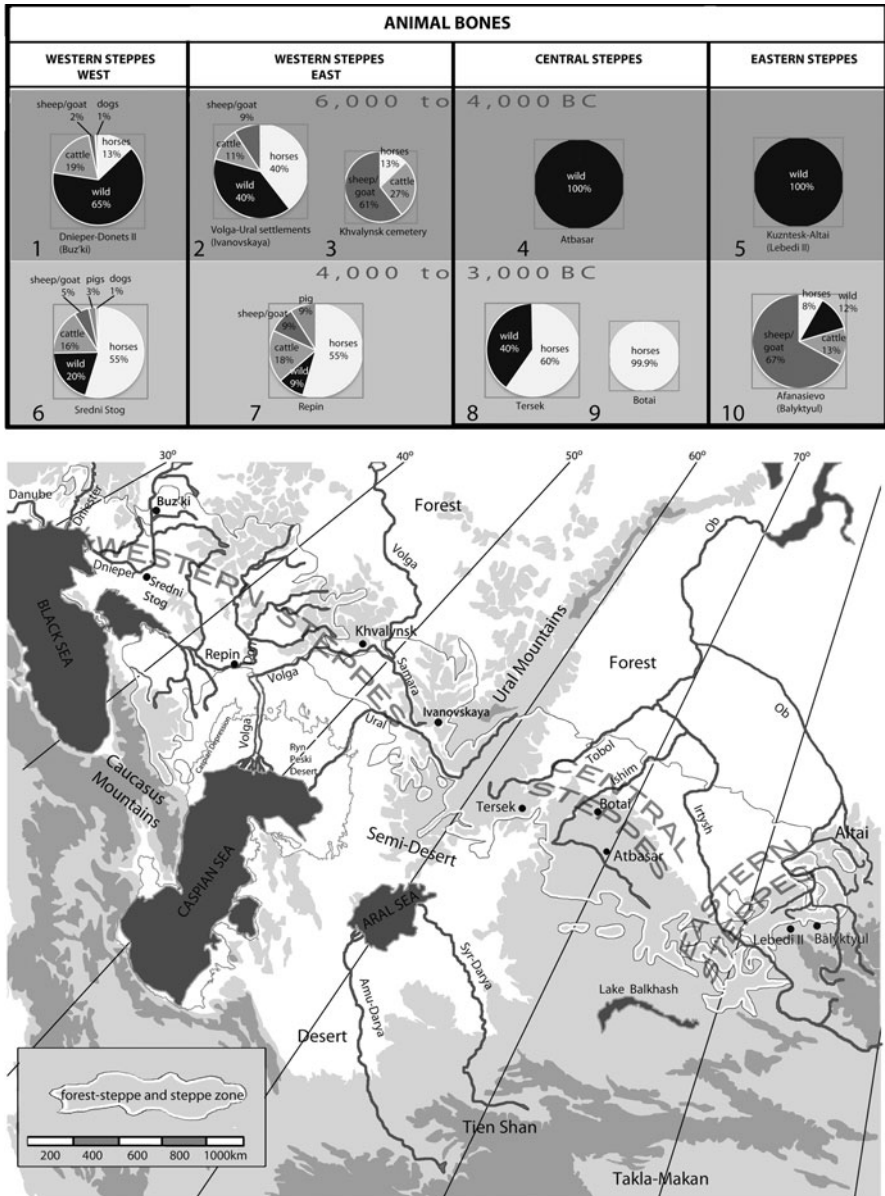 ANIMAL BONES
WESTERN STEPPES
WEST
WESTERN STEPPES
EAST
CENTRAL STEPPES
EASTERN STEPPES
6,000 to 4,000 BC
sheep/goat
2%
dogs
1%
horses
13%
cattle
19%
wild
65%
1
Dnieper-Donets II
(Buz'ki)
sheep/goat
9%
cattle
11%
horses
40%
wild
40%
2
Volga-Ural settlements
(Ivanovskaya)
horses
13%
sheep/
goat
61%
cattle
27%
3
Khvalynsk cemetery
wild
100%
4
Atbasar
wild
100%
5
Kuzntesk-Altai
(Lebedi II)
4,000 to 3,000 BC
sheep/goat
5%
pigs
3%
dogs
1%
cattle
16%
horses
55%
wild
20%
6
Sredni Stog
pig
9%
sheep/goat
9%
cattle
18%
horses
55%
wild
9%
7
Repin
wild
40%
horses
60%
8
Tersek
horses
99.9%
9
Botai
horses
8%
wild
12%
sheep/
goat
67%
cattle
13%
10
Afanasievo
(Balyktyul)
30°
40°
50°
60°
70°
Danube
Dniester
Buz'ki
Forest
Volga
Ob
WESTERN STEPPES
Dnieper
Sredni
Stog
BLACK SEA
Repin
Don
Khvalynsk
Samara
Volga
Ural Mountains
Forest
Ivanovskaya
Ural
Ob
Volga
Caspian Depression
Ryn
Peski
Desert
Caucasus
Mountains
Tobol
Ishim
CENTRAL
STEPPES
Tersek
Botai
Irtysh
Semi-Desert
Atbasar
Altai
CASPIAN SEA
ARAL SEA
EASTERN
STEPPES
Lebedi II
Balyktyul
Syr-Darya
Amu-Darya
Lake Balkhash
Desert
forest-steppe and steppe zone
200 400 600 800 1000km
Tien Shan
Takla-Makan